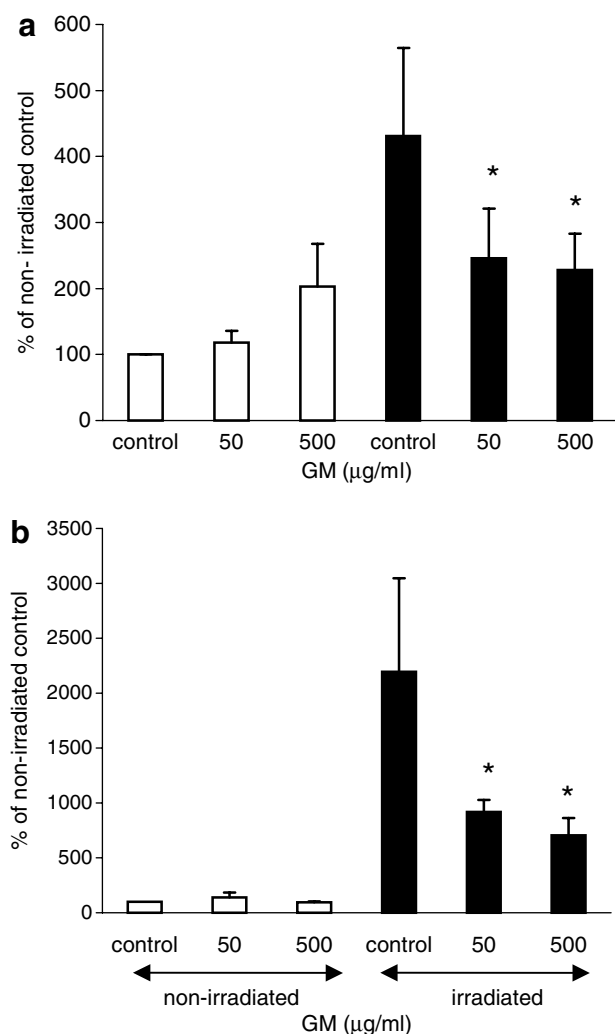 a
% of non- irradiated control
600
500
400
300
200
100
0
control 50 500 control 50 500
* *
GM (μg/ml)
b
% of non-irradiated control
3500
3000
2500
2000
1500
1000
500
0
* *
control 50 500 control 50 500
non-irradiated irradiated
GM (μg/ml)